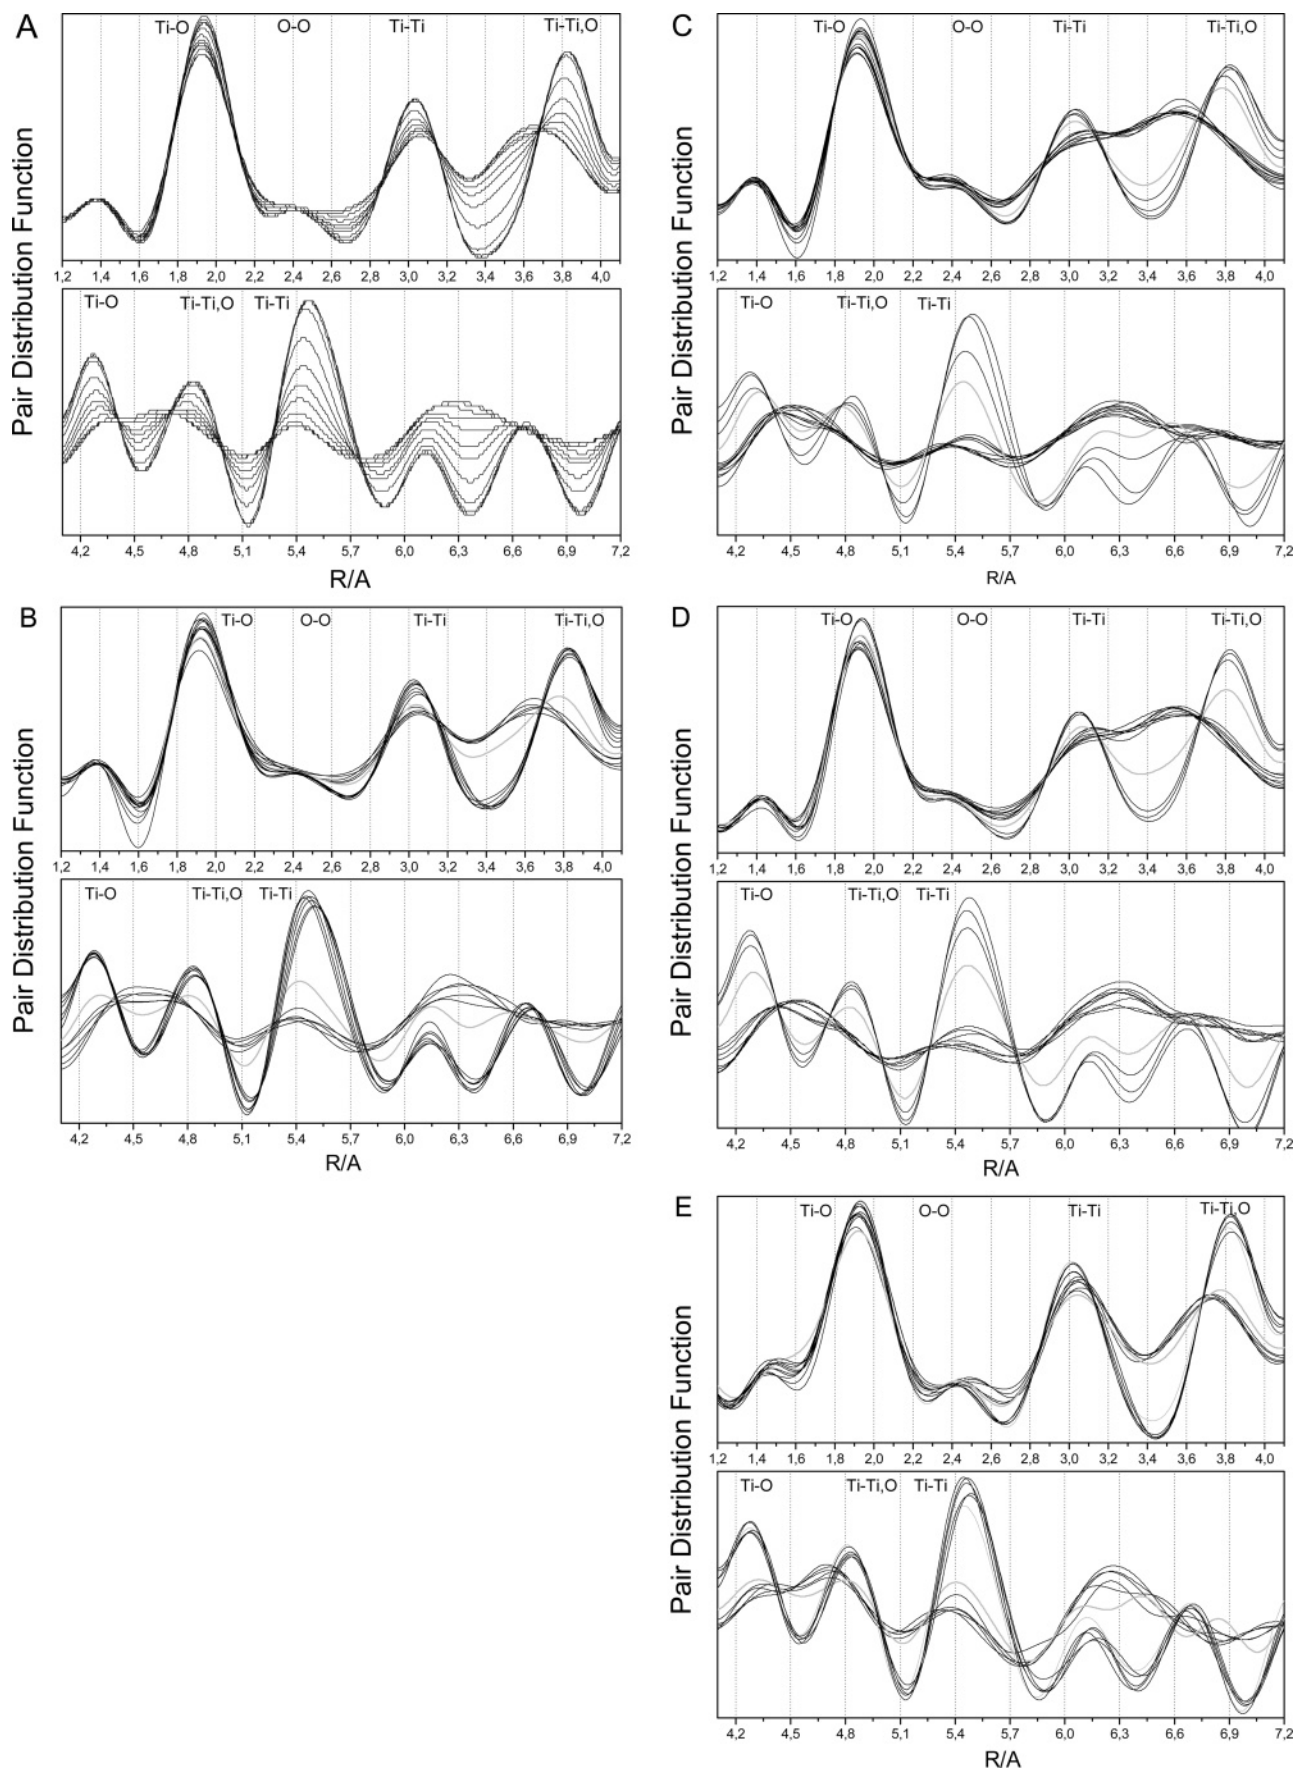 A
Ti-O O-O Ti-Ti Ti-Ti,O
1,2 1,4 1,6 1,8 2,0 2,2 2,4 2,6 2,8 3,0 3,2 3,4 3,6 3,8 4,0
Ti-O Ti-Ti,O Ti-Ti
4,2 4,5 4,8 5,1 5,4 5,7 6,0 6,3 6,6 6,9 7,2
Pair Distribution Function
R/A
B
Ti-O O-O Ti-Ti Ti-Ti,O
1,2 1,4 1,6 1,8 2,0 2,2 2,4 2,6 2,8 3,0 3,2 3,4 3,6 3,8 4,0
Ti-O Ti-Ti,O Ti-Ti
4,2 4,5 4,8 5,1 5,4 5,7 6,0 6,3 6,6 6,9 7,2
Pair Distribution Function
R/A
C
Ti-O O-O Ti-Ti Ti-Ti,O
1,2 1,4 1,6 1,8 2,0 2,2 2,4 2,6 2,8 3,0 3,2 3,4 3,6 3,8 4,0
Ti-O Ti-Ti,O Ti-Ti
4,2 4,5 4,8 5,1 5,4 5,7 6,0 6,3 6,6 6,9 7,2
Pair Distribution Function
R/A
D
Ti-O O-O Ti-Ti Ti-Ti,O
1,2 1,4 1,6 1,8 2,0 2,2 2,4 2,6 2,8 3,0 3,2 3,4 3,6 3,8 4,0
Ti-O Ti-Ti,O Ti-Ti
4,2 4,5 4,8 5,1 5,4 5,7 6,0 6,3 6,6 6,9 7,2
Pair Distribution Function
R/A
E
Ti-O O-O Ti-Ti Ti-Ti,O
1,2 1,4 1,6 1,8 2,0 2,2 2,4 2,6 2,8 3,0 3,2 3,4 3,6 3,8 4,0
Ti-O Ti-Ti,O Ti-Ti
4,2 4,5 4,8 5,1 5,4 5,7 6,0 6,3 6,6 6,9 7,2
Pair Distribution Function
R/A